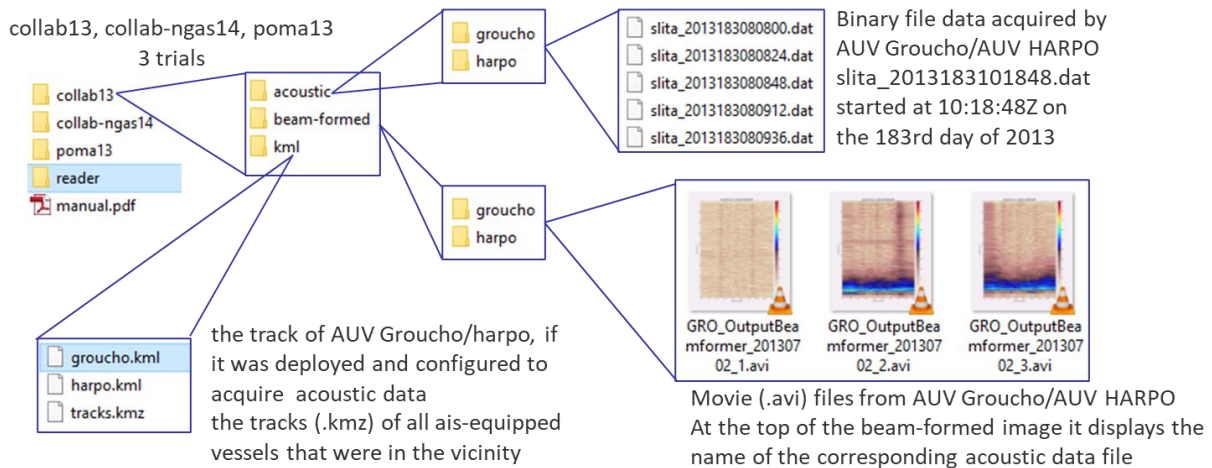 collab13, collab-ngas14, poma13
3 trials
collab13
collab-ngas14
poma13
reader
manual.pdf
acoustic
beam-formed
kml
groucho
harpo
slita_2013183080800.dat
slita_2013183080824.dat
slita_2013183080848.dat
slita_2013183080912.dat
slita_2013183080936.dat
Binary file data acquired by
AUV Groucho/AUV HARPO
slita_2013183101848.dat
started at 10:18:48Z on
the 183rd day of 2013
groucho
harpo
GRO_OutputBea
mformer_201307
02_1.avi
GRO_OutputBea
mformer_201307
02_2.avi
GRO_OutputBea
mformer_201307
02_3.avi
groucho.kml
harpo.kml
tracks.kmz
the track of AUV Groucho/harpo, if
it was deployed and configured to
acquire acoustic data
the tracks (.kmz) of all ais-equipped
vessels that were in the vicinity
Movie (.avi) files from AUV Groucho/AUV HARPO
At the top of the beam-formed image it displays the
name of the corresponding acoustic data file